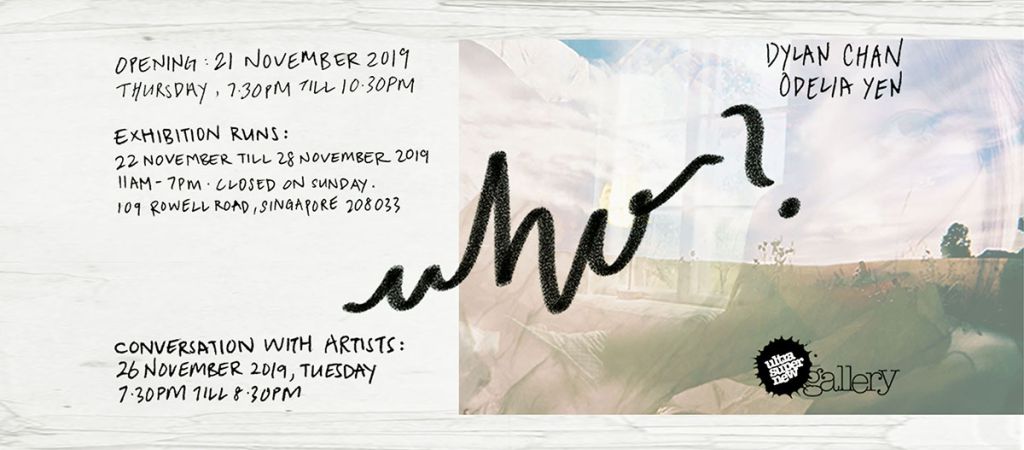 OPENING : 21 NOVEMBER 2019
THURSDAY, 7.30PM TILL 10.30PM
EXHIBITION RUNS:
22 NOVEMBER TILL 28 NOVEMBER 2019
11AM - 7PM. CLOSED ON SUNDAY.
109 ROWELL ROAD, SINGAPORE 208033
CONVERSATION WITH ARTISTS:
26 NOVEMBER 2019, TUESDAY
7.30PM TILL 8.30PM
who?
DYLAN CHAN
ODELIA YEN
ultra
super
new
gallery